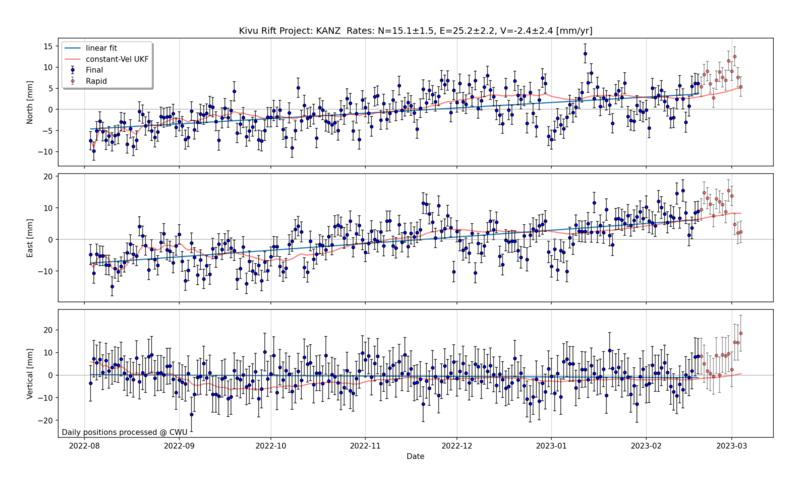 Kivu Rift Project: KANZ Rates: N=15.1±1.5, E=25.2±2.2, V=-2.4±2.4 [mm/yr]
linear fit
constant-Vel UKF
Final
Rapid
North [mm]
15
10
5
0
−5
−10
East [mm]
20
10
0
−10
Vertical [mm]
20
10
0
−10
−20
Daily positions processed @ CWU
2022-08
2022-09
2022-10
2022-11
2022-12
2023-01
2023-02
2023-03
Date